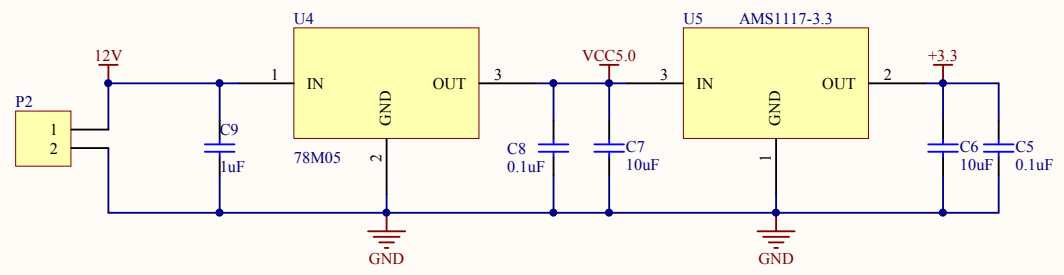 U4
U5
AMS1117-3.3
12V
VCC5.0
+3.3
1
IN
OUT
3
3
IN
OUT
2
P2
GND
GND
1
2
C9
1uF
78M05
2
C8
0.1uF
C7
10uF
1
C6
10uF
C5
0.1uF
GND
GND